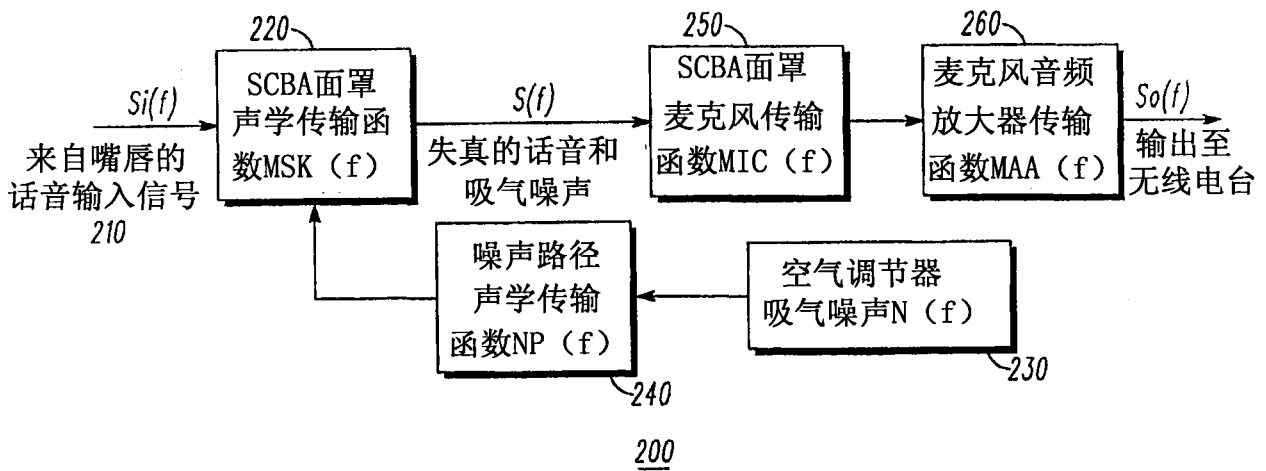 220
SCBA面罩
声学传输函
数MSK（f）
Si(f)
来自嘴唇的
话音输入信号
210
S(f)
失真的话音和
吸气噪声
250
SCBA面罩
麦克风传输
函数MIC（f）
260
麦克风音频
放大器传输
函数MAA（f）
So(f)
输出至
无线电台
噪声路径
声学传输
函数NP（f）
240
空气调节器
吸气噪声N（f）
230
200